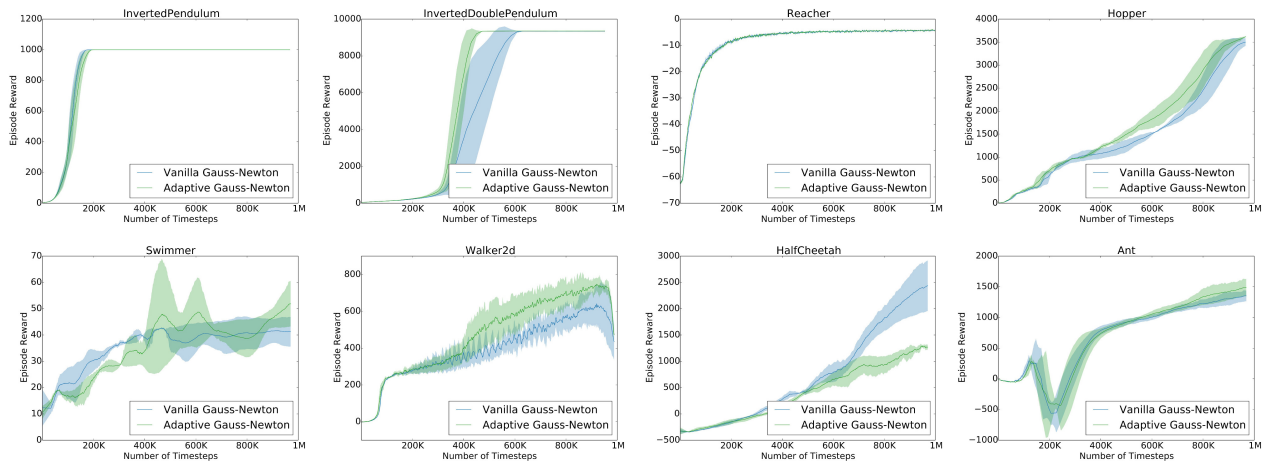 InvertedPendulum
1200
1000
800
600
400
200
0
Episode Reward
Vanilla Gauss-Newton
Adaptive Gauss-Newton
200K 400K 600K 800K 1M
Number of Timesteps
InvertedDoublePendulum
10000
8000
6000
4000
2000
0
Episode Reward
Vanilla Gauss-Newton
Adaptive Gauss-Newton
200K 400K 600K 800K 1M
Number of Timesteps
Reacher
0
−10
−20
−30
−40
−50
−60
−70
Episode Reward
Vanilla Gauss-Newton
Adaptive Gauss-Newton
200K 400K 600K 800K 1M
Number of Timesteps
Hopper
4000
3500
3000
2500
2000
1500
1000
500
0
Episode Reward
Vanilla Gauss-Newton
Adaptive Gauss-Newton
200K 400K 600K 800K 1M
Number of Timesteps
Swimmer
70
60
50
40
30
20
10
0
Episode Reward
Vanilla Gauss-Newton
Adaptive Gauss-Newton
200K 400K 600K 800K 1M
Number of Timesteps
Walker2d
800
600
400
200
0
Episode Reward
Vanilla Gauss-Newton
Adaptive Gauss-Newton
200K 400K 600K 800K 1M
Number of Timesteps
HalfCheetah
3000
2500
2000
1500
1000
500
0
−500
Episode Reward
Vanilla Gauss-Newton
Adaptive Gauss-Newton
200K 400K 600K 800K 1M
Number of Timesteps
Ant
2000
1500
1000
500
0
−500
−1000
Episode Reward
Vanilla Gauss-Newton
Adaptive Gauss-Newton
200K 400K 600K 800K 1M
Number of Timesteps